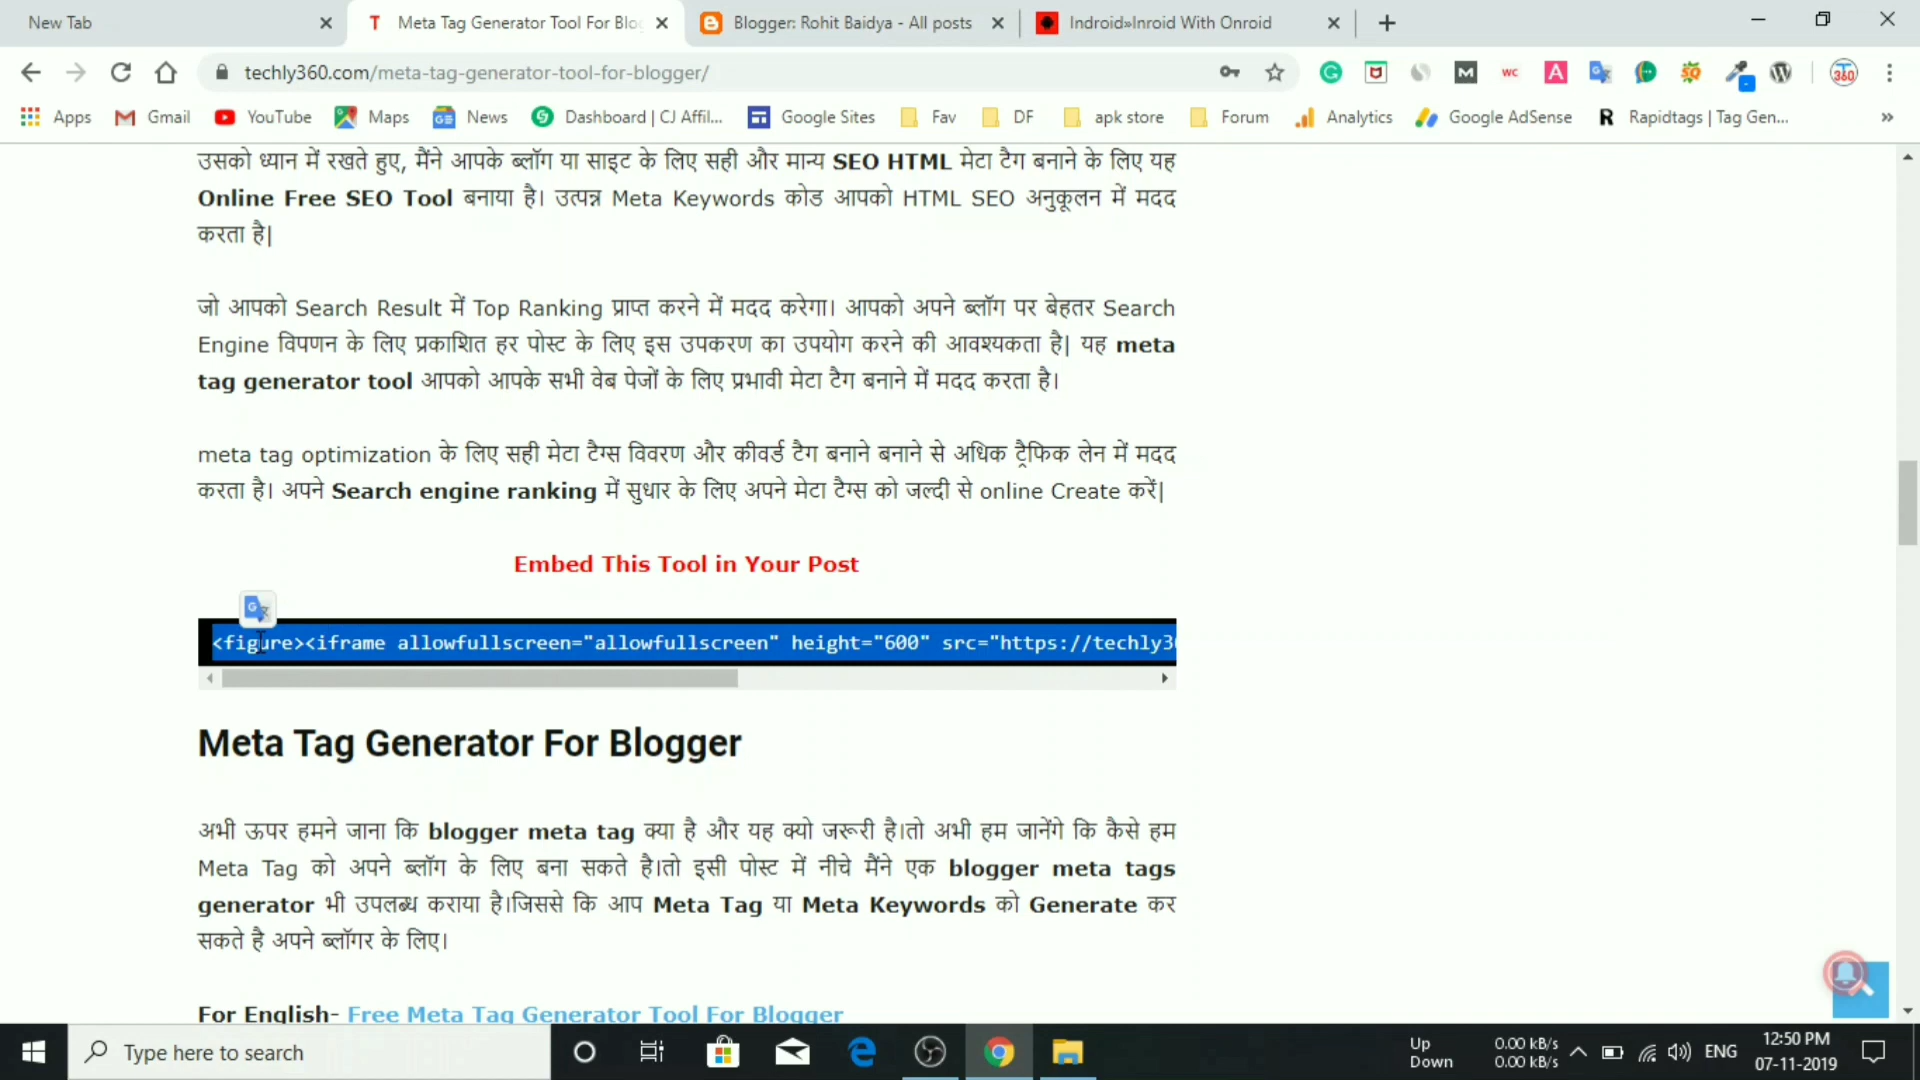 New Tab
Meta Tag Generator Tool For Blog
Blogger: Rohit Baidya - All posts
Indroid»Inroid With Onroid
techly360.com/meta-tag-generator-tool-for-blogger/
Apps Gmail YouTube Maps News Dashboard | CJ Affil... Google Sites Fav DF apk store Forum Analytics Google AdSense Rapidtags | Tag Gen...
उसको ध्यान में रखते हुए, मैंने आपके ब्लॉग या साइट के लिए सही और मान्य SEO HTML मेटा टैग बनाने के लिए यह
Online Free SEO Tool बनाया है। उत्पन्न Meta Keywords कोड आपको HTML SEO अनुकूलन में मदद
करता है|
जो आपको Search Result में Top Ranking प्राप्त करने में मदद करेगा। आपको अपने ब्लॉग पर बेहतर Search
Engine विपणन के लिए प्रकाशित हर पोस्ट के लिए इस उपकरण का उपयोग करने की आवश्यकता है| यह meta
tag generator tool आपको आपके सभी वेब पेजों के लिए प्रभावी मेटा टैग बनाने में मदद करता है।
meta tag optimization के लिए सही मेटा टैग्स विवरण और कीवर्ड टैग बनाने बनाने से अधिक ट्रैफिक लेन में मदद
करता है। अपने Search engine ranking में सुधार के लिए अपने मेटा टैग्स को जल्दी से online Create करें|
Embed This Tool in Your Post
<figure><iframe allowfullscreen="allowfullscreen" height="600" src="https://techly3
Meta Tag Generator For Blogger
अभी ऊपर हमने जाना कि blogger meta tag क्या है और यह क्यो जरूरी है।तो अभी हम जानेंगे कि कैसे हम
Meta Tag को अपने ब्लॉग के लिए बना सकते है।तो इसी पोस्ट में नीचे मैंने एक blogger meta tags
generator भी उपलब्ध कराया है।जिससे कि आप Meta Tag या Meta Keywords को Generate कर
सकते है अपने ब्लॉगर के लिए।
For English- Free Meta Tag Generator Tool For Blogger
Type here to search
Up 0.00 kB/s
Down 0.00 kB/s
ENG
12:50 PM
07-11-2019